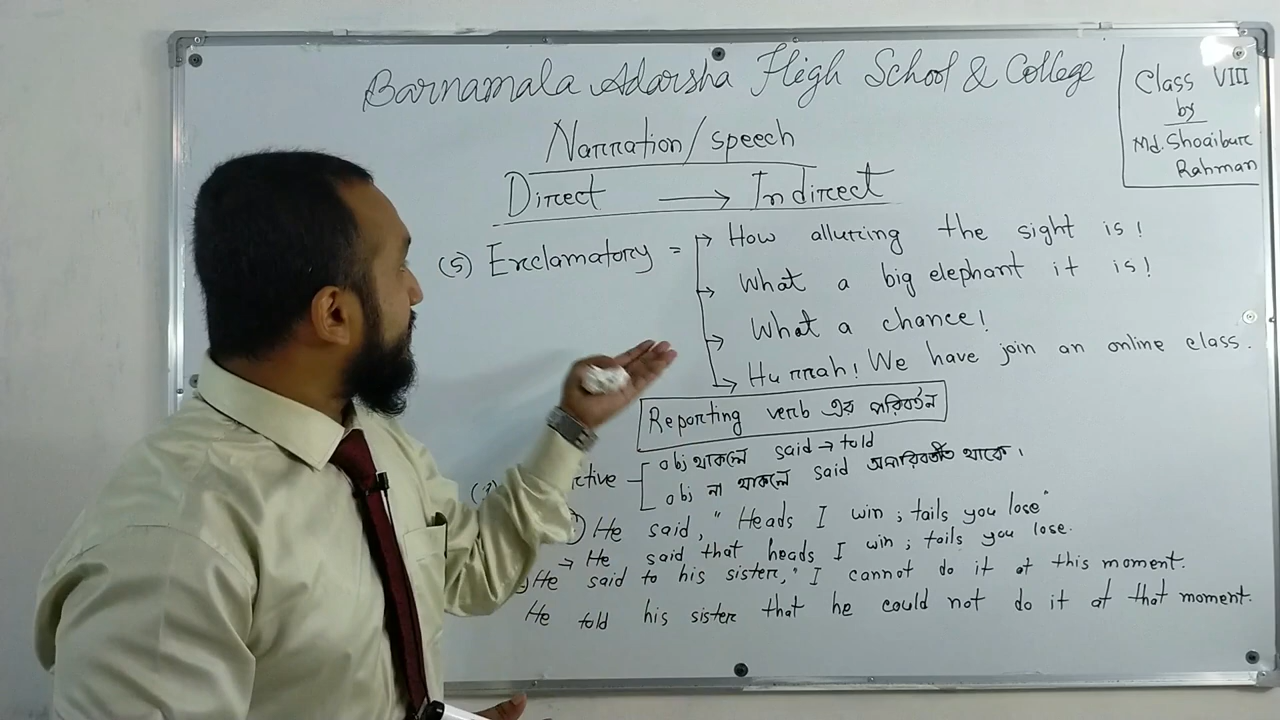 Barnamala Adarsha High School & College
Class VIII
by
Md. Shoaibur
Rahman
Narration/speech
Direct → Indirect
(5) Exclamatory = → How alluring the sight is!
→ What a big elephant it is!
→ What a chance!
→ Hurrah! We have join an online class.
Reporting verb এর পরিবর্তন
ctive obj থাকলে said → told
obj না থাকলে said অপরিবর্তীত থাকে।
He said, "Heads I win; tails you lose"
→ He said that heads I win; tails you lose.
He said to his sister, "I cannot do it at this moment.
He told his sister that he could not do it at that moment.